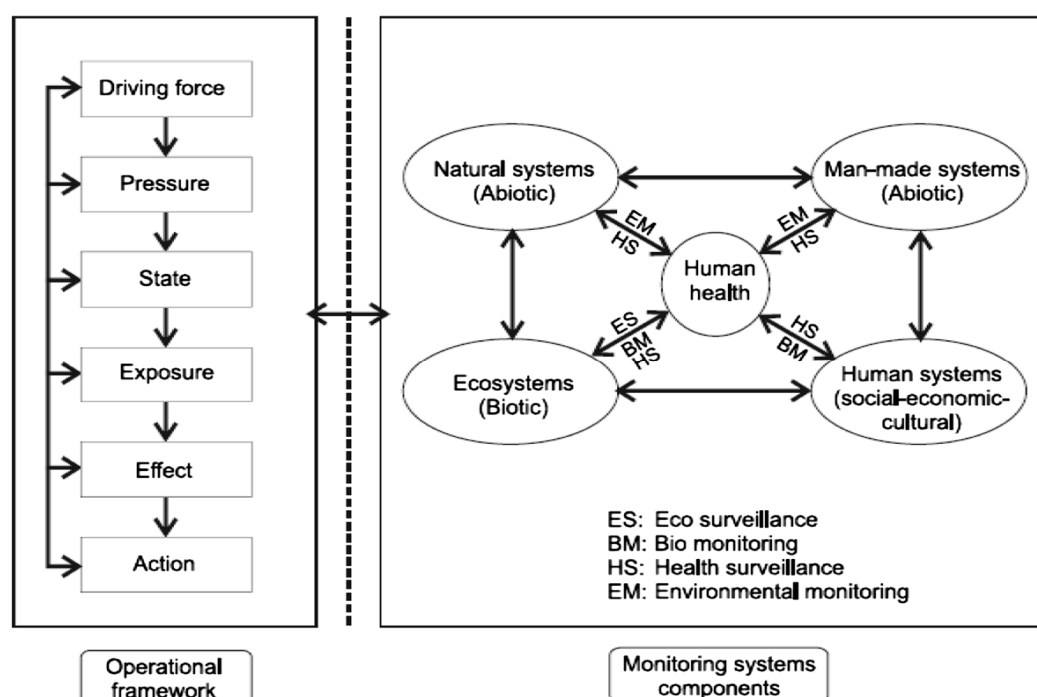 Driving force
Pressure
State
Exposure
Effect
Action
Operational
framework
Natural systems
(Abiotic)
Man-made systems
(Abiotic)
EM
HS
EM
HS
Human
health
ES
BM
HS
HS
BM
Ecosystems
(Biotic)
Human systems
(social-economic-
cultural)
ES: Eco surveillance
BM: Bio monitoring
HS: Health surveillance
EM: Environmental monitoring
Monitoring systems
components